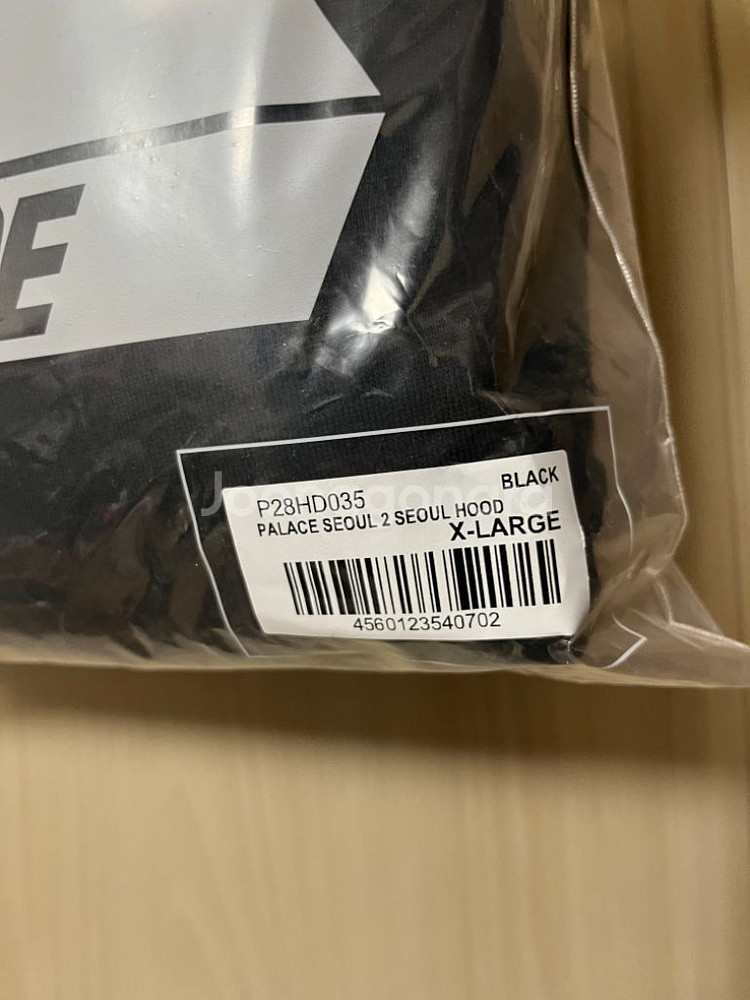 E
BLACK
P28HD035
PALACE SEOUL 2 SEOUL HOOD
X-LARGE
4560123540702